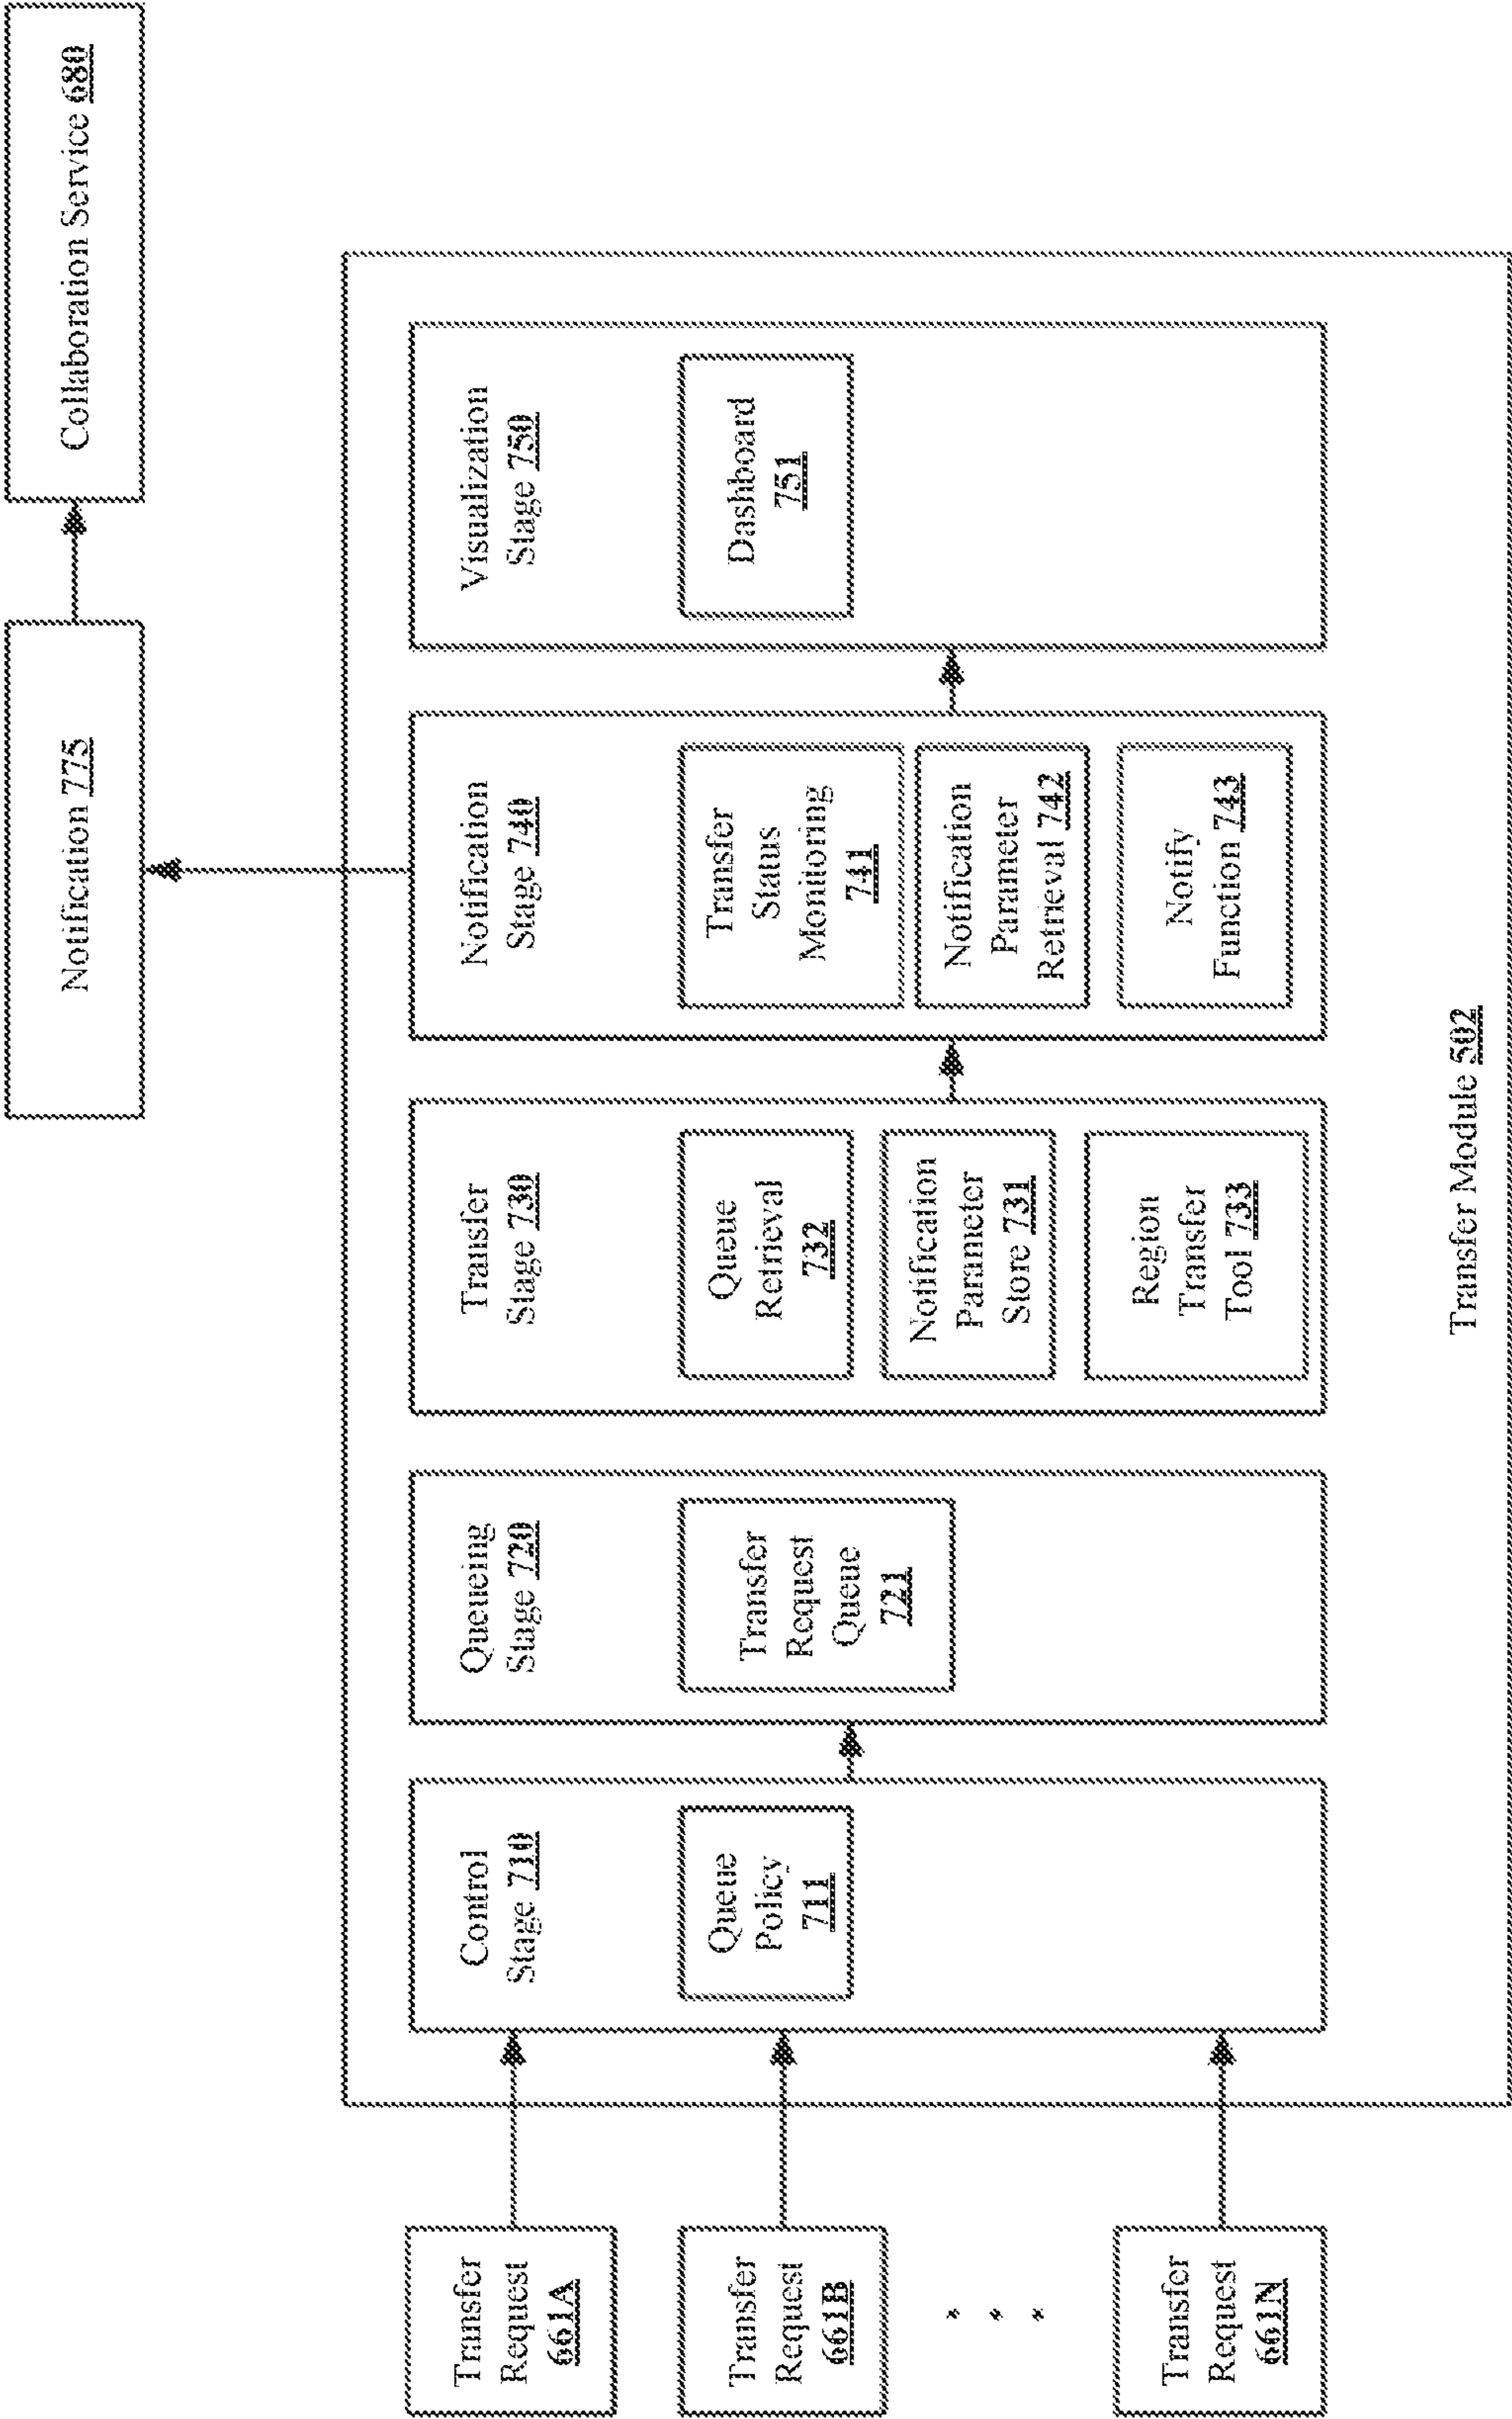 Notification 775
Collaboration Service 680
Transfer
Request
661A
Transfer
Request
661B
Transfer
Request
661N
Control
Stage 710
Queue
Policy
711
Queueing
Stage 720
Transfer
Request
Queue
721
Transfer
Stage 730
Queue
Retrieval
732
Notification
Parameter
Store 731
Region
Transfer
Tool 733
Notification
Stage 740
Transfer
Status
Monitoring
741
Notification
Parameter
Retrieval 742
Notify
Function 743
Visualization
Stage 750
Dashboard
751
Transfer Module 502